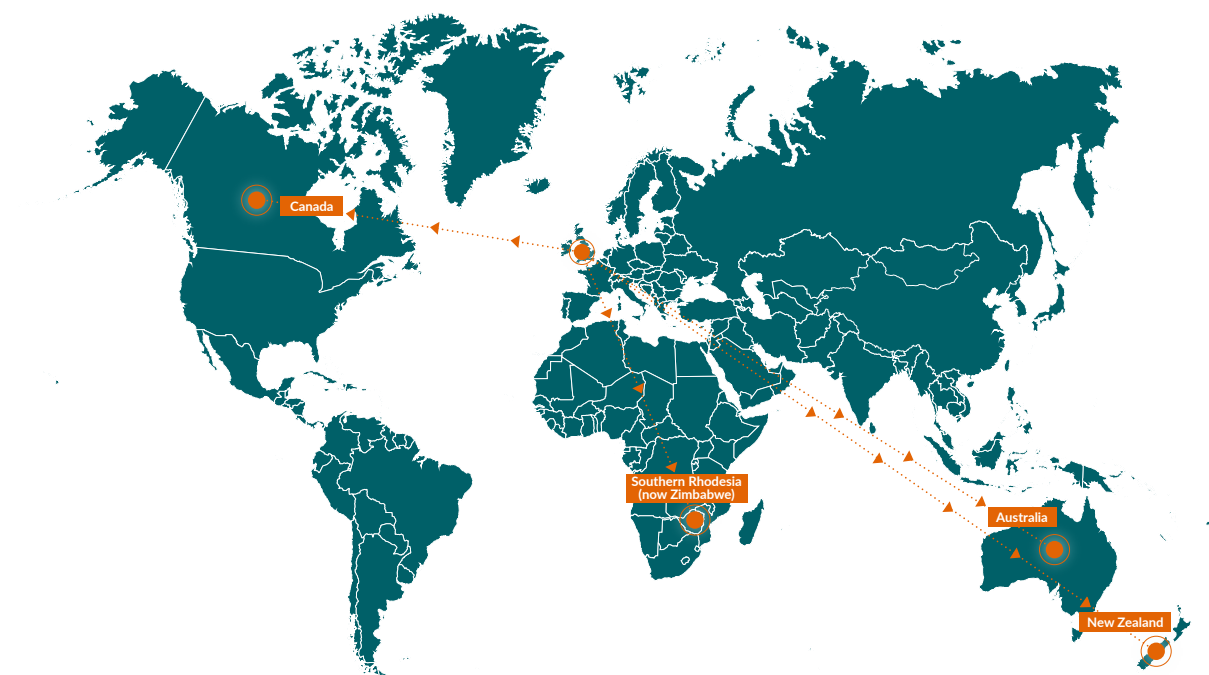 Canada
Southern Rhodesia
(now Zimbabwe)
Australia
New Zealand